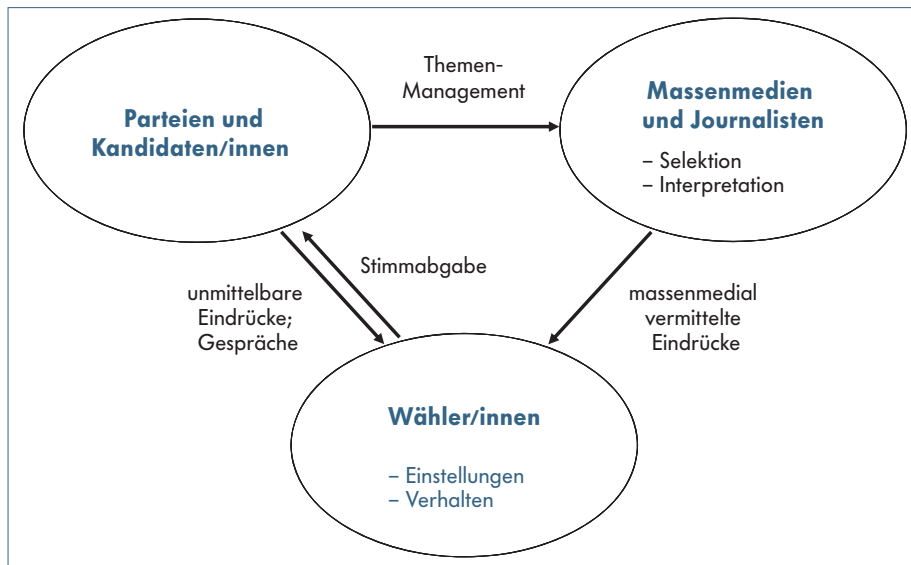 Themen-
Management
Parteien und
Kandidaten/innen
Massenmedien
und Journalisten
– Selektion
– Interpretation
Stimmabgabe
unmittelbare
Eindrücke;
Gespräche
massenmedial
vermittelte
Eindrücke
Wähler/innen
– Einstellungen
– Verhalten